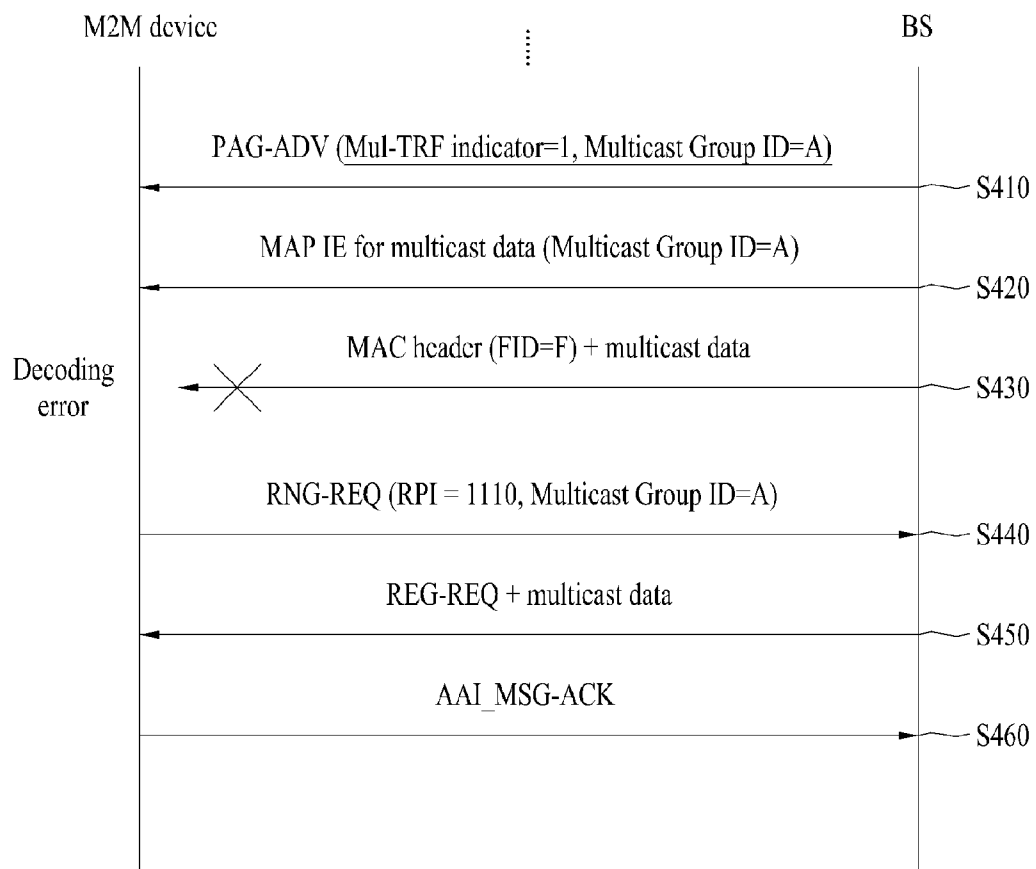 M2M device
BS
PAG-ADV (Mul-TRF indicator=1, Multicast Group ID=A)
S410
MAP IE for multicast data (Multicast Group ID=A)
S420
MAC header (FID=F) + multicast data
Decoding
error
S430
RNG-REQ (RPI = 1110, Multicast Group ID=A)
S440
REG-REQ + multicast data
S450
AAI_MSG-ACK
S460